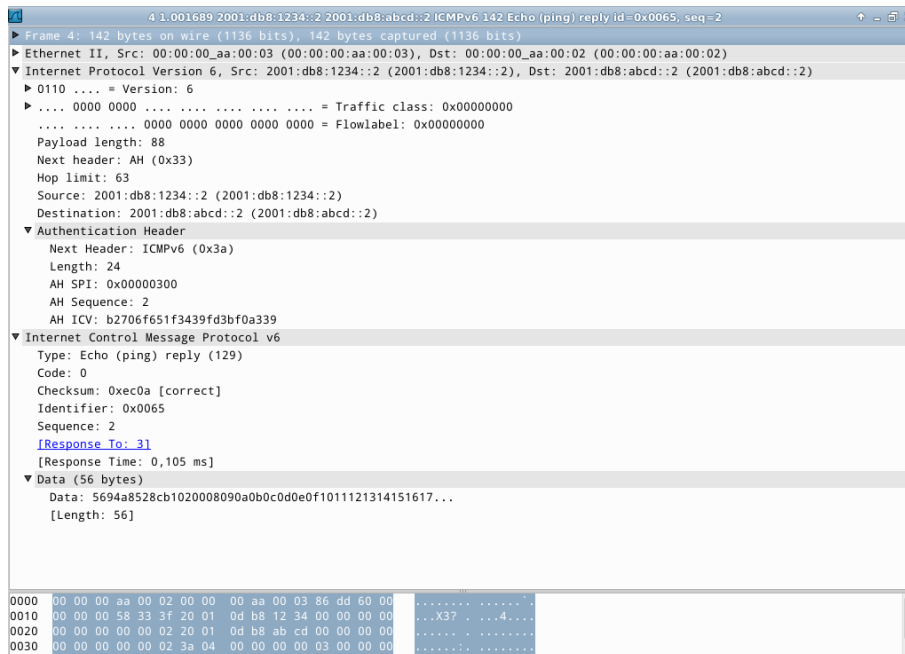 4 1.001689 2001:db8:1234::2 2001:db8:abcd::2 ICMPv6 142 Echo (ping) reply id=0x0065, seq=2
Frame 4: 142 bytes on wire (1136 bits), 142 bytes captured (1136 bits)
Ethernet II, Src: 00:00:00_aa:00:03 (00:00:00:aa:00:03), Dst: 00:00:00_aa:00:02 (00:00:00:aa:00:02)
Internet Protocol Version 6, Src: 2001:db8:1234::2 (2001:db8:1234::2), Dst: 2001:db8:abcd::2 (2001:db8:abcd::2)
0110 .... = Version: 6
.... 0000 0000 .... .... .... .... .... = Traffic class: 0x00000000
.... .... .... 0000 0000 0000 0000 0000 = Flowlabel: 0x00000000
Payload length: 88
Next header: AH (0x33)
Hop limit: 63
Source: 2001:db8:1234::2 (2001:db8:1234::2)
Destination: 2001:db8:abcd::2 (2001:db8:abcd::2)
Authentication Header
Next Header: ICMPv6 (0x3a)
Length: 24
AH SPI: 0x00000300
AH Sequence: 2
AH ICV: b2706f651f3439fd3bf0a339
Internet Control Message Protocol v6
Type: Echo (ping) reply (129)
Code: 0
Checksum: 0xec0a [correct]
Identifier: 0x0065
Sequence: 2
[Response To: 3]
[Response Time: 0,105 ms]
Data (56 bytes)
Data: 5694a8528cb1020008090a0b0c0d0e0f1011121314151617...
[Length: 56]
0000 00 00 00 aa 00 02 00 00 00 aa 00 03 86 dd 60 00 ........ ......`.
0010 00 00 00 58 33 3f 20 01 0d b8 12 34 00 00 00 00 ...X3? . ...4....
0020 00 00 00 00 00 02 20 01 0d b8 ab cd 00 00 00 00 ...... . ........
0030 00 00 00 00 00 02 3a 04 00 00 00 00 03 00 00 00 ......:. ........